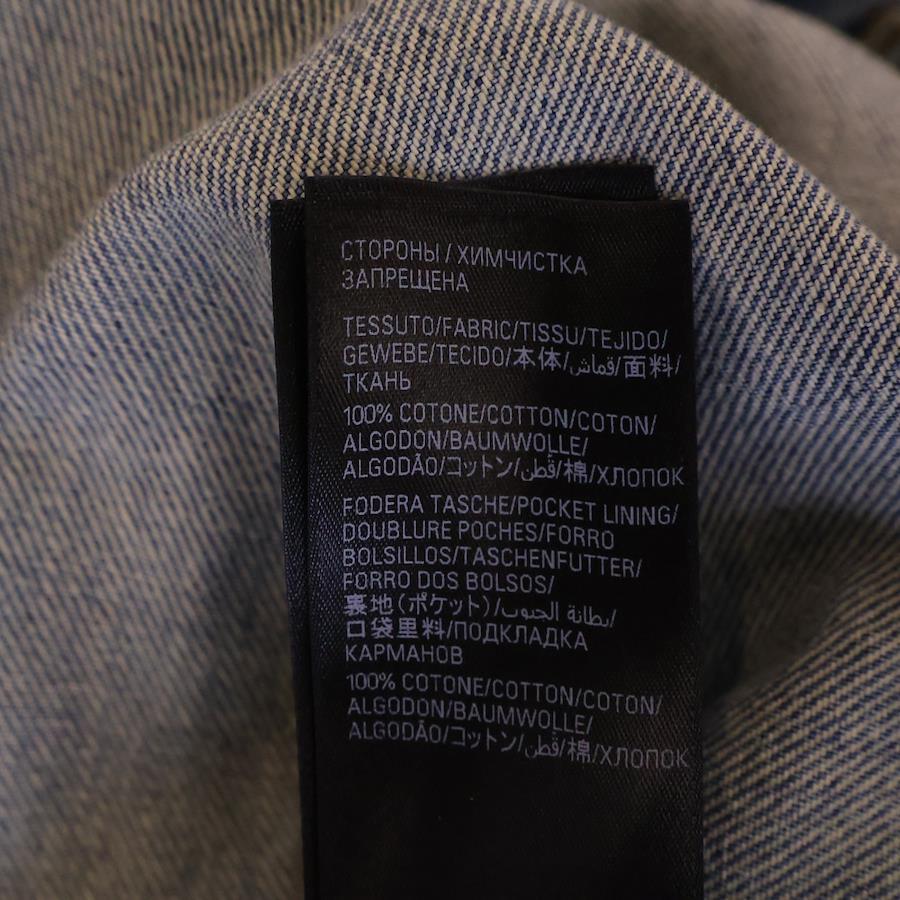 СТОРОНЫ / ХИМЧИСТКА
ЗАПРЕЩЕНА
TESSUTO/FABRIC/TISSU/TEJIDO/
GEWEBE/TECIDO/本体/قماش/面料/
ТКАНЬ
100% COTONE/COTTON/COTON/
ALGODON/BAUMWOLLE/
ALGODÃO/コットン/قطن/棉/ХЛОПОК
FODERA TASCHE/POCKET LINING/
DOUBLURE POCHES/FORRO
BOLSILLOS/TASCHENFUTTER/
FORRO DOS BOLSOS/
裏地(ポケット)/بطانة الجيوب/
口袋里料/ПОДКЛАДКА
КАРМАНОВ
100% COTONE/COTTON/COTON/
ALGODON/BAUMWOLLE/
ALGODÃO/コットン/قطن/棉/ХЛОПОК